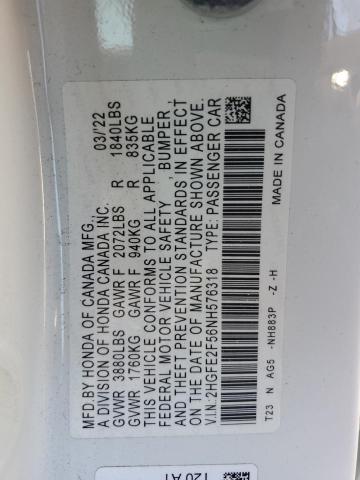 MFD.BY HONDA OF CANADA MFG., 03/'22
A DIVISION OF HONDA CANADA INC.
GVWR 3880LBS GAWR F 2072LBS R 1840LBS
GVWR 1760KG GAWR F 940KG R 835KG
THIS VEHICLE CONFORMS TO ALL APPLICABLE
FEDERAL MOTOR VEHICLE SAFETY, BUMPER,
AND THEFT PREVENTION STANDARDS IN EFFECT
ON THE DATE OF MANUFACTURE SHOWN ABOVE.
V.I.N: 2HGFE2F56NH576318 TYPE: PASSENGER CAR
T23 N AG5 -NH883P -Z -H MADE IN CANADA
T20 A1